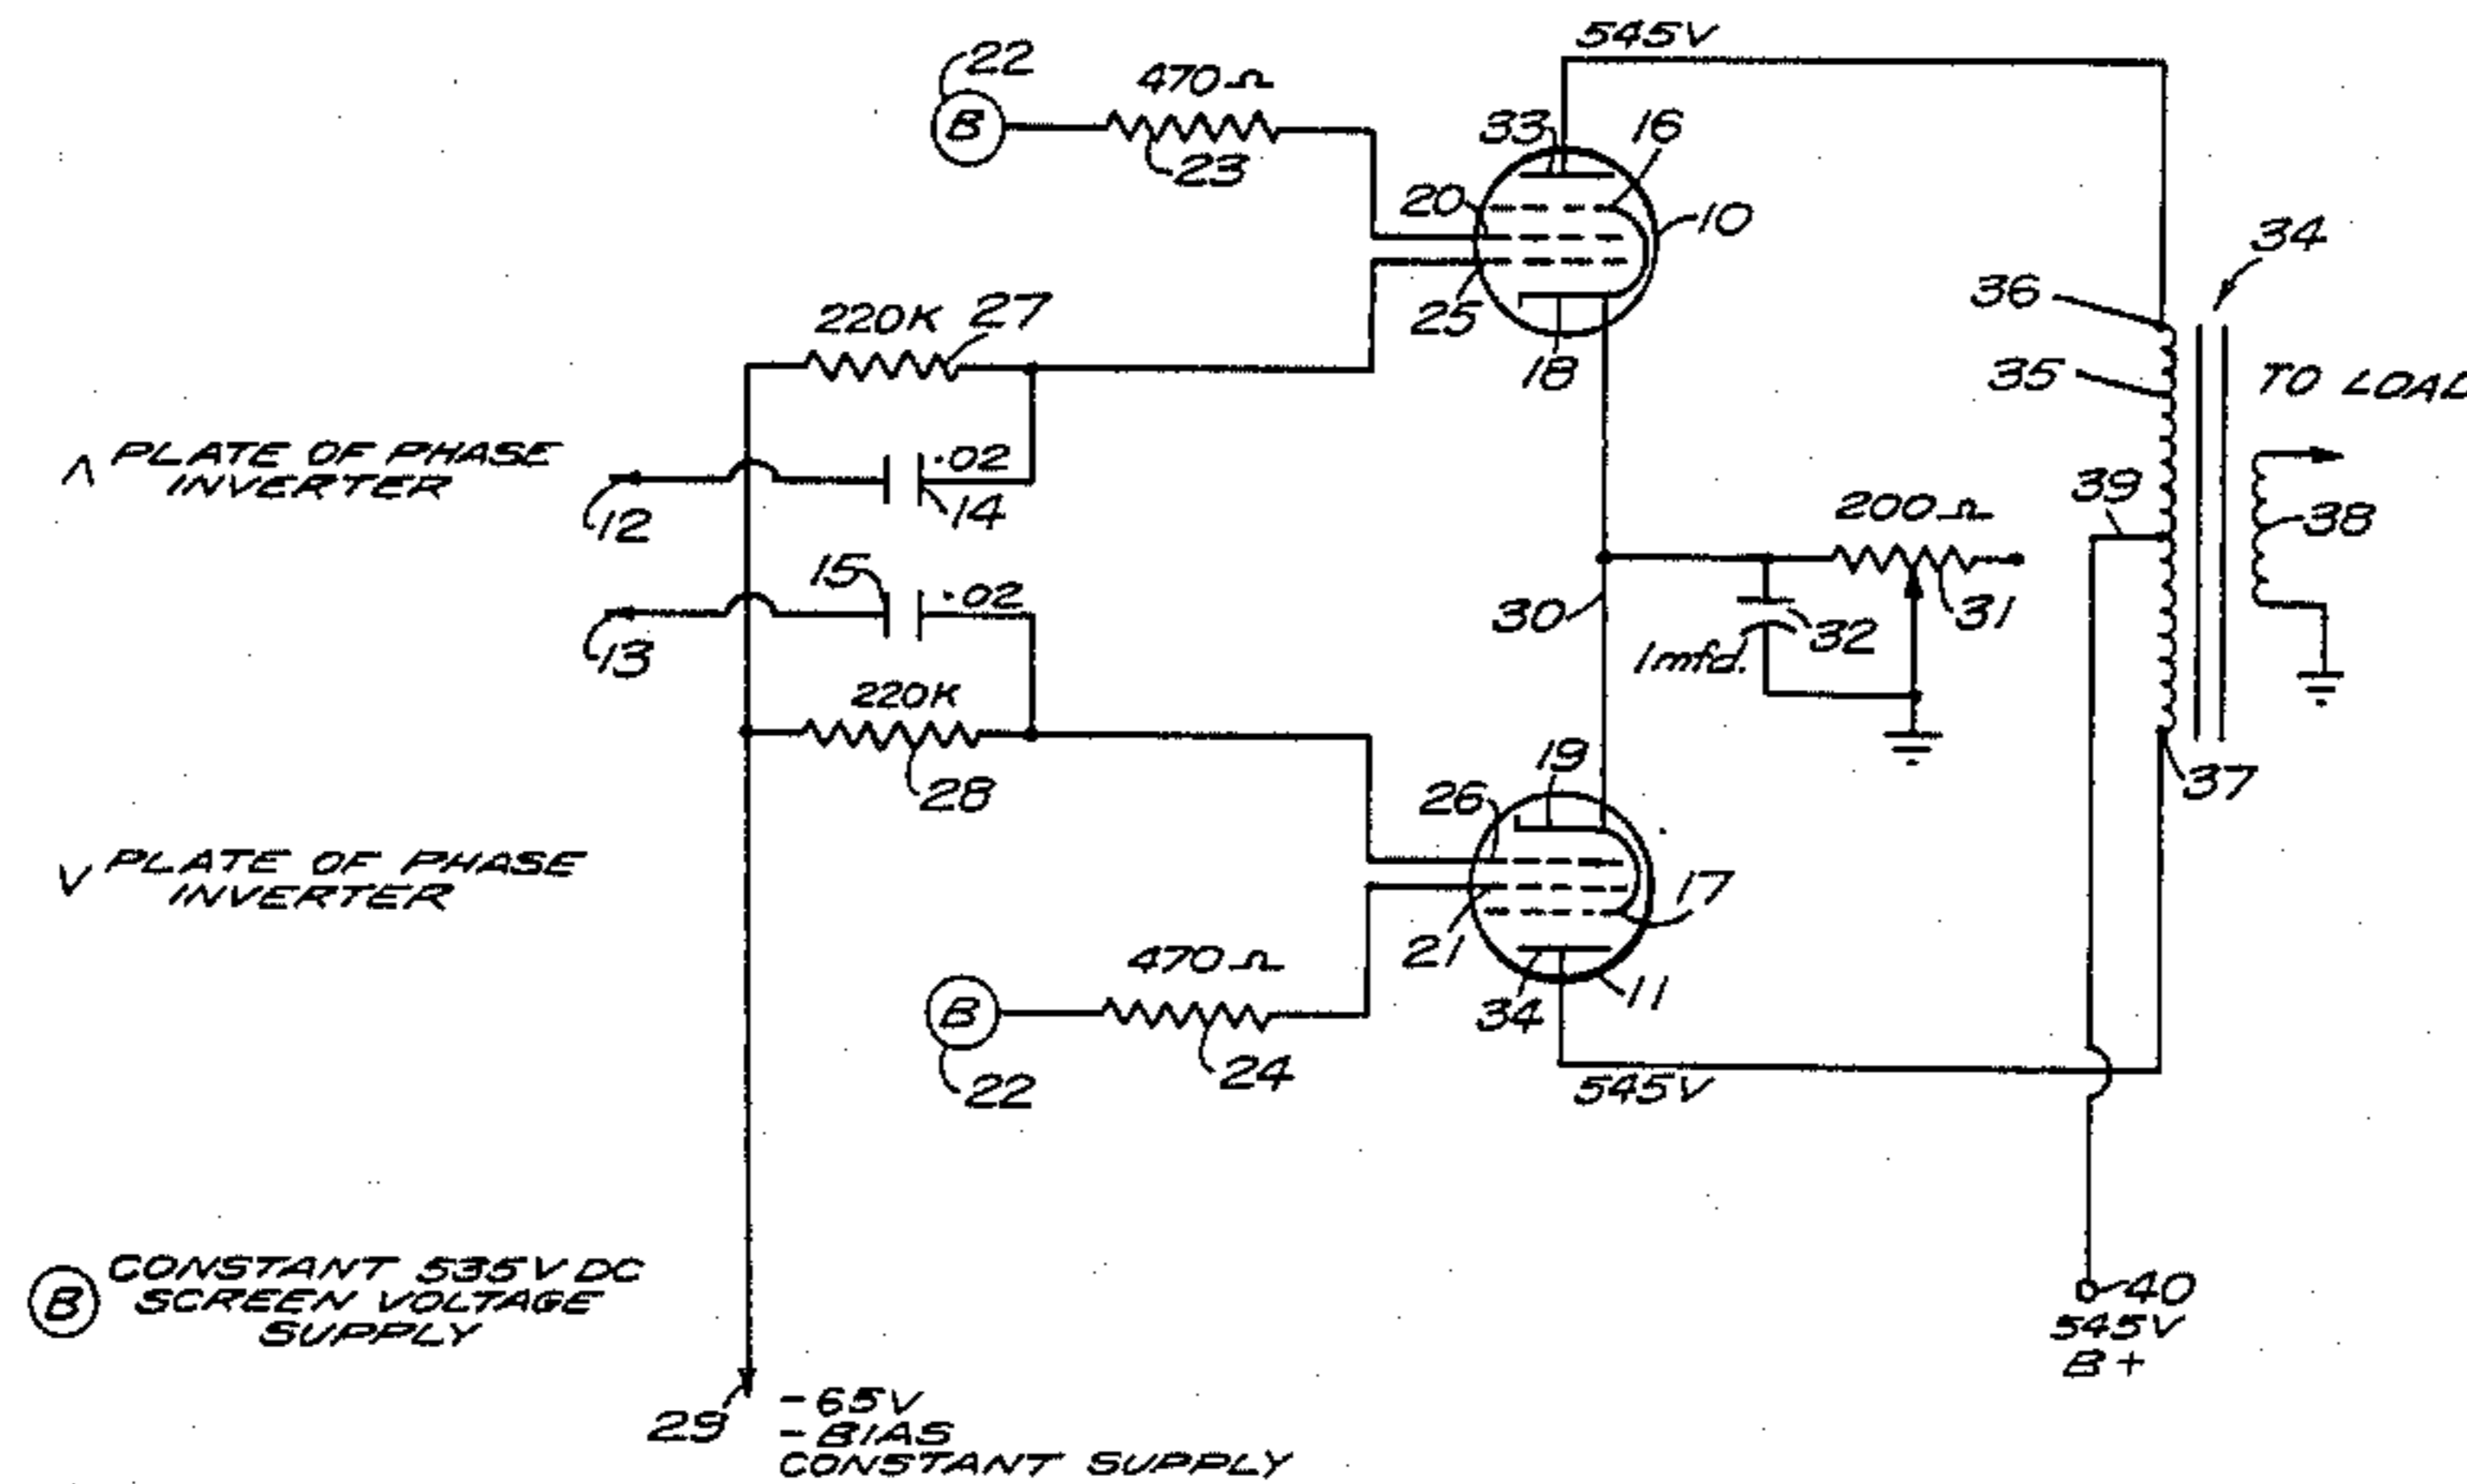 545V
22
470Ω
B
23
33
16
20
10
34
25
18
36
35
TO LOAD
220K
27
Λ PLATE OF PHASE
INVERTER
.02
14
12
39
38
200Ω
15
.02
13
30
31
32
1mfd.
220K
28
19
26
37
V PLATE OF PHASE
INVERTER
17
21
470Ω
34
11
B
24
22
545V
B
CONSTANT 535V DC
SCREEN VOLTAGE
SUPPLY
40
545V
B+
29
-65V
-BIAS
CONSTANT SUPPLY